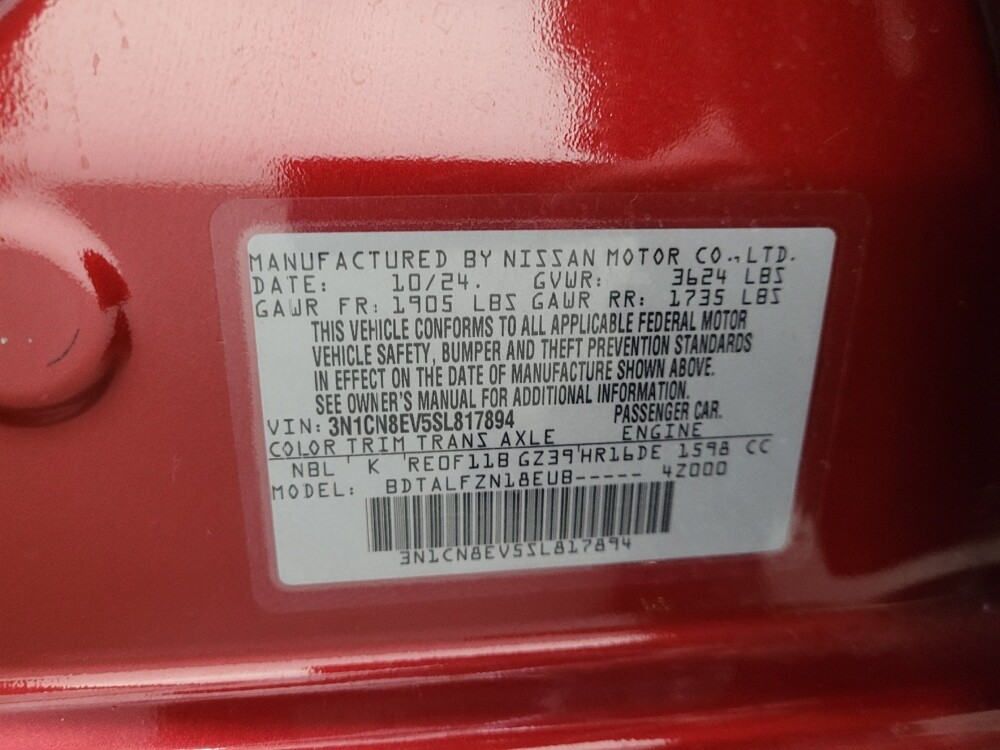 MANUFACTURED BY NISSAN MOTOR CO.,LTD.
DATE: 10/24. GVWR: 3624 LBS
GAWR FR: 1905 LBS GAWR RR: 1735 LBS
THIS VEHICLE CONFORMS TO ALL APPLICABLE FEDERAL MOTOR
VEHICLE SAFETY, BUMPER AND THEFT PREVENTION STANDARDS
IN EFFECT ON THE DATE OF MANUFACTURE SHOWN ABOVE.
SEE OWNER'S MANUAL FOR ADDITIONAL INFORMATION.
VIN: 3N1CN8EV5SL817894 PASSENGER CAR.
COLOR TRIM TRANS AXLE ENGINE
NBL K RE0F11B GZ39 HR16DE 1598 CC
MODEL: BDTALFZN18EUB----- 4Z000
3N1CN8EV5SL817894